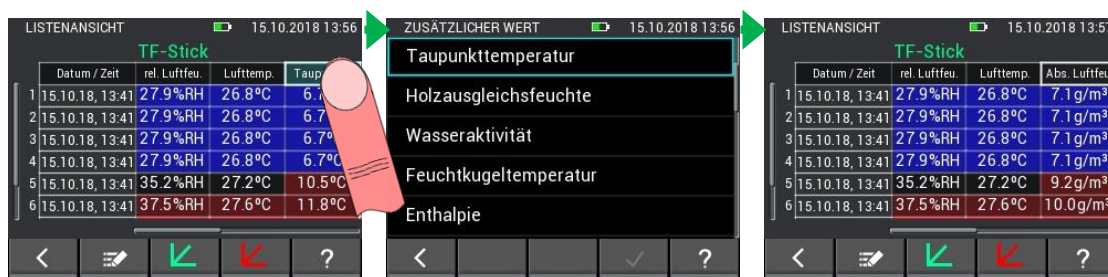 LISTENANSICHT 15.10.2018 13:56
TF-Stick
Datum / Zeit rel. Luftfeu. Lufttemp. Taup
1 15.10.18, 13:41 27.9%RH 26.8ºC 6.7
2 15.10.18, 13:41 27.9%RH 26.8ºC 6.7
3 15.10.18, 13:41 27.9%RH 26.8ºC 6.7º
4 15.10.18, 13:41 27.9%RH 26.8ºC 6.7ºC
5 15.10.18, 13:41 35.2%RH 27.2ºC 10.5ºC
6 15.10.18, 13:41 37.5%RH 27.6ºC 11.8ºC
?
ZUSÄTZLICHER WERT 15.10.2018 13:56
Taupunkttemperatur
Holzausgleichsfeuchte
Wasseraktivität
Feuchtkugeltemperatur
Enthalpie
?
LISTENANSICHT 15.10.2018 13:57
TF-Stick
Datum / Zeit rel. Luftfeu. Lufttemp. Abs. Luftfeu
1 15.10.18, 13:41 27.9%RH 26.8ºC 7.1g/m³
2 15.10.18, 13:41 27.9%RH 26.8ºC 7.1g/m³
3 15.10.18, 13:41 27.9%RH 26.8ºC 7.1g/m³
4 15.10.18, 13:41 27.9%RH 26.8ºC 7.1g/m³
5 15.10.18, 13:41 35.2%RH 27.2ºC 9.2g/m³
6 15.10.18, 13:41 37.5%RH 27.6ºC 10.0g/m³
?